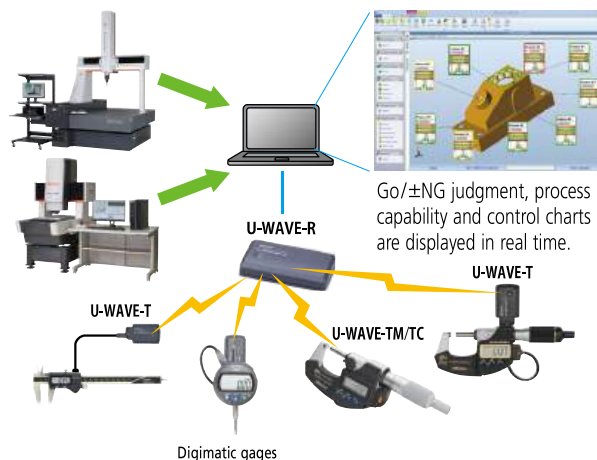 Go/±NG judgment, process
capability and control charts
are displayed in real time.
U-WAVE-R
U-WAVE-T
U-WAVE-T
U-WAVE-TM/TC
Digimatic gages